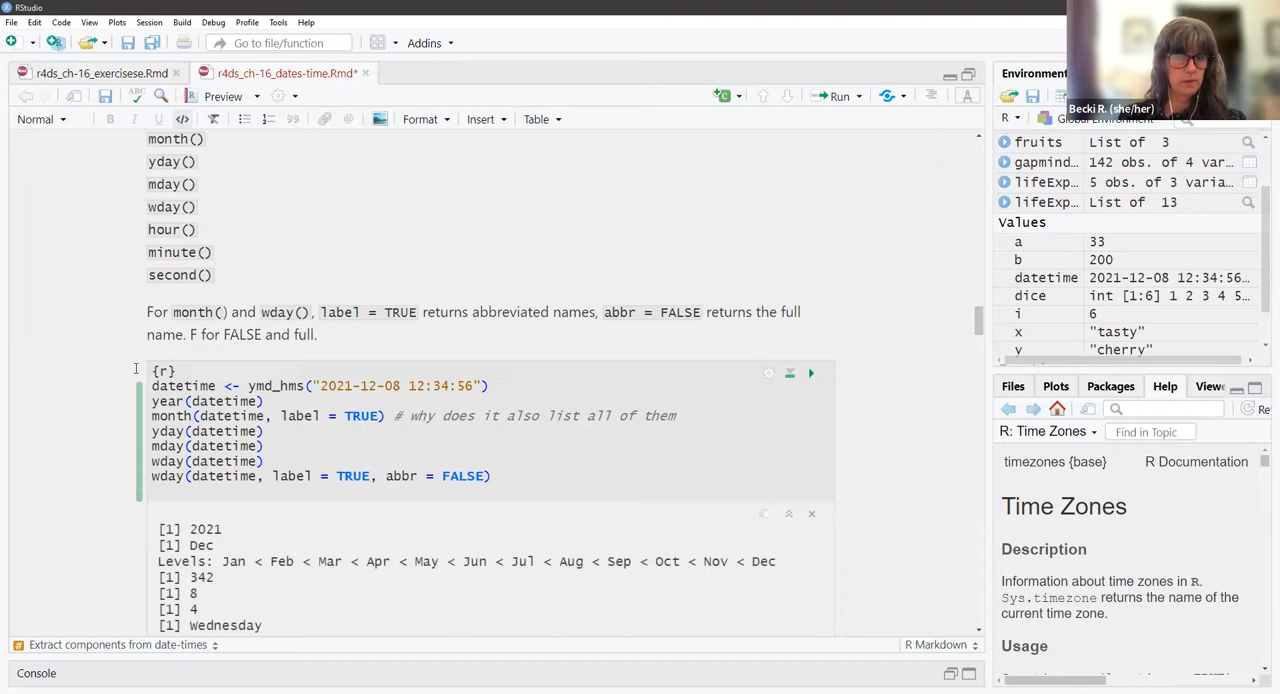 RStudio
File Edit Code View Plots Session Build Debug Profile Tools Help
Go to file/function
Addins
r4ds_ch-16_exercisese.Rmd
r4ds_ch-16_dates-time.Rmd*
Environm
Becki R. (she/her)
ABC
Preview
Run
R
Global Environment
Normal
B I U
Format
Insert
Table
month()
yday()
mday()
wday()
hour()
minute()
second()
For month() and wday(), label = TRUE returns abbreviated names, abbr = FALSE returns the full
name. F for FALSE and full.
{r}
datetime <- ymd_hms("2021-12-08 12:34:56")
year(datetime)
month(datetime, label = TRUE) # why does it also list all of them
yday(datetime)
mday(datetime)
wday(datetime)
wday(datetime, label = TRUE, abbr = FALSE)
[1] 2021
[1] Dec
Levels: Jan < Feb < Mar < Apr < May < Jun < Jul < Aug < Sep < Oct < Nov < Dec
[1] 342
[1] 8
[1] 4
[1] Wednesday
# Extract components from date-times
R Markdown
Console
fruits List of 3
gapmind… 142 obs. of 4 var…
lifeExp… 5 obs. of 3 varia…
lifeExp… List of 13
Values
a 33
b 200
datetime 2021-12-08 12:34:56…
dice int [1:6] 1 2 3 4 5…
i 6
x "tasty"
y "cherry"
Files Plots Packages Help View
Re
R: Time Zones
Find in Topic
timezones {base} R Documentation
Time Zones
Description
Information about time zones in R.
Sys.timezone returns the name of the
current time zone.
Usage